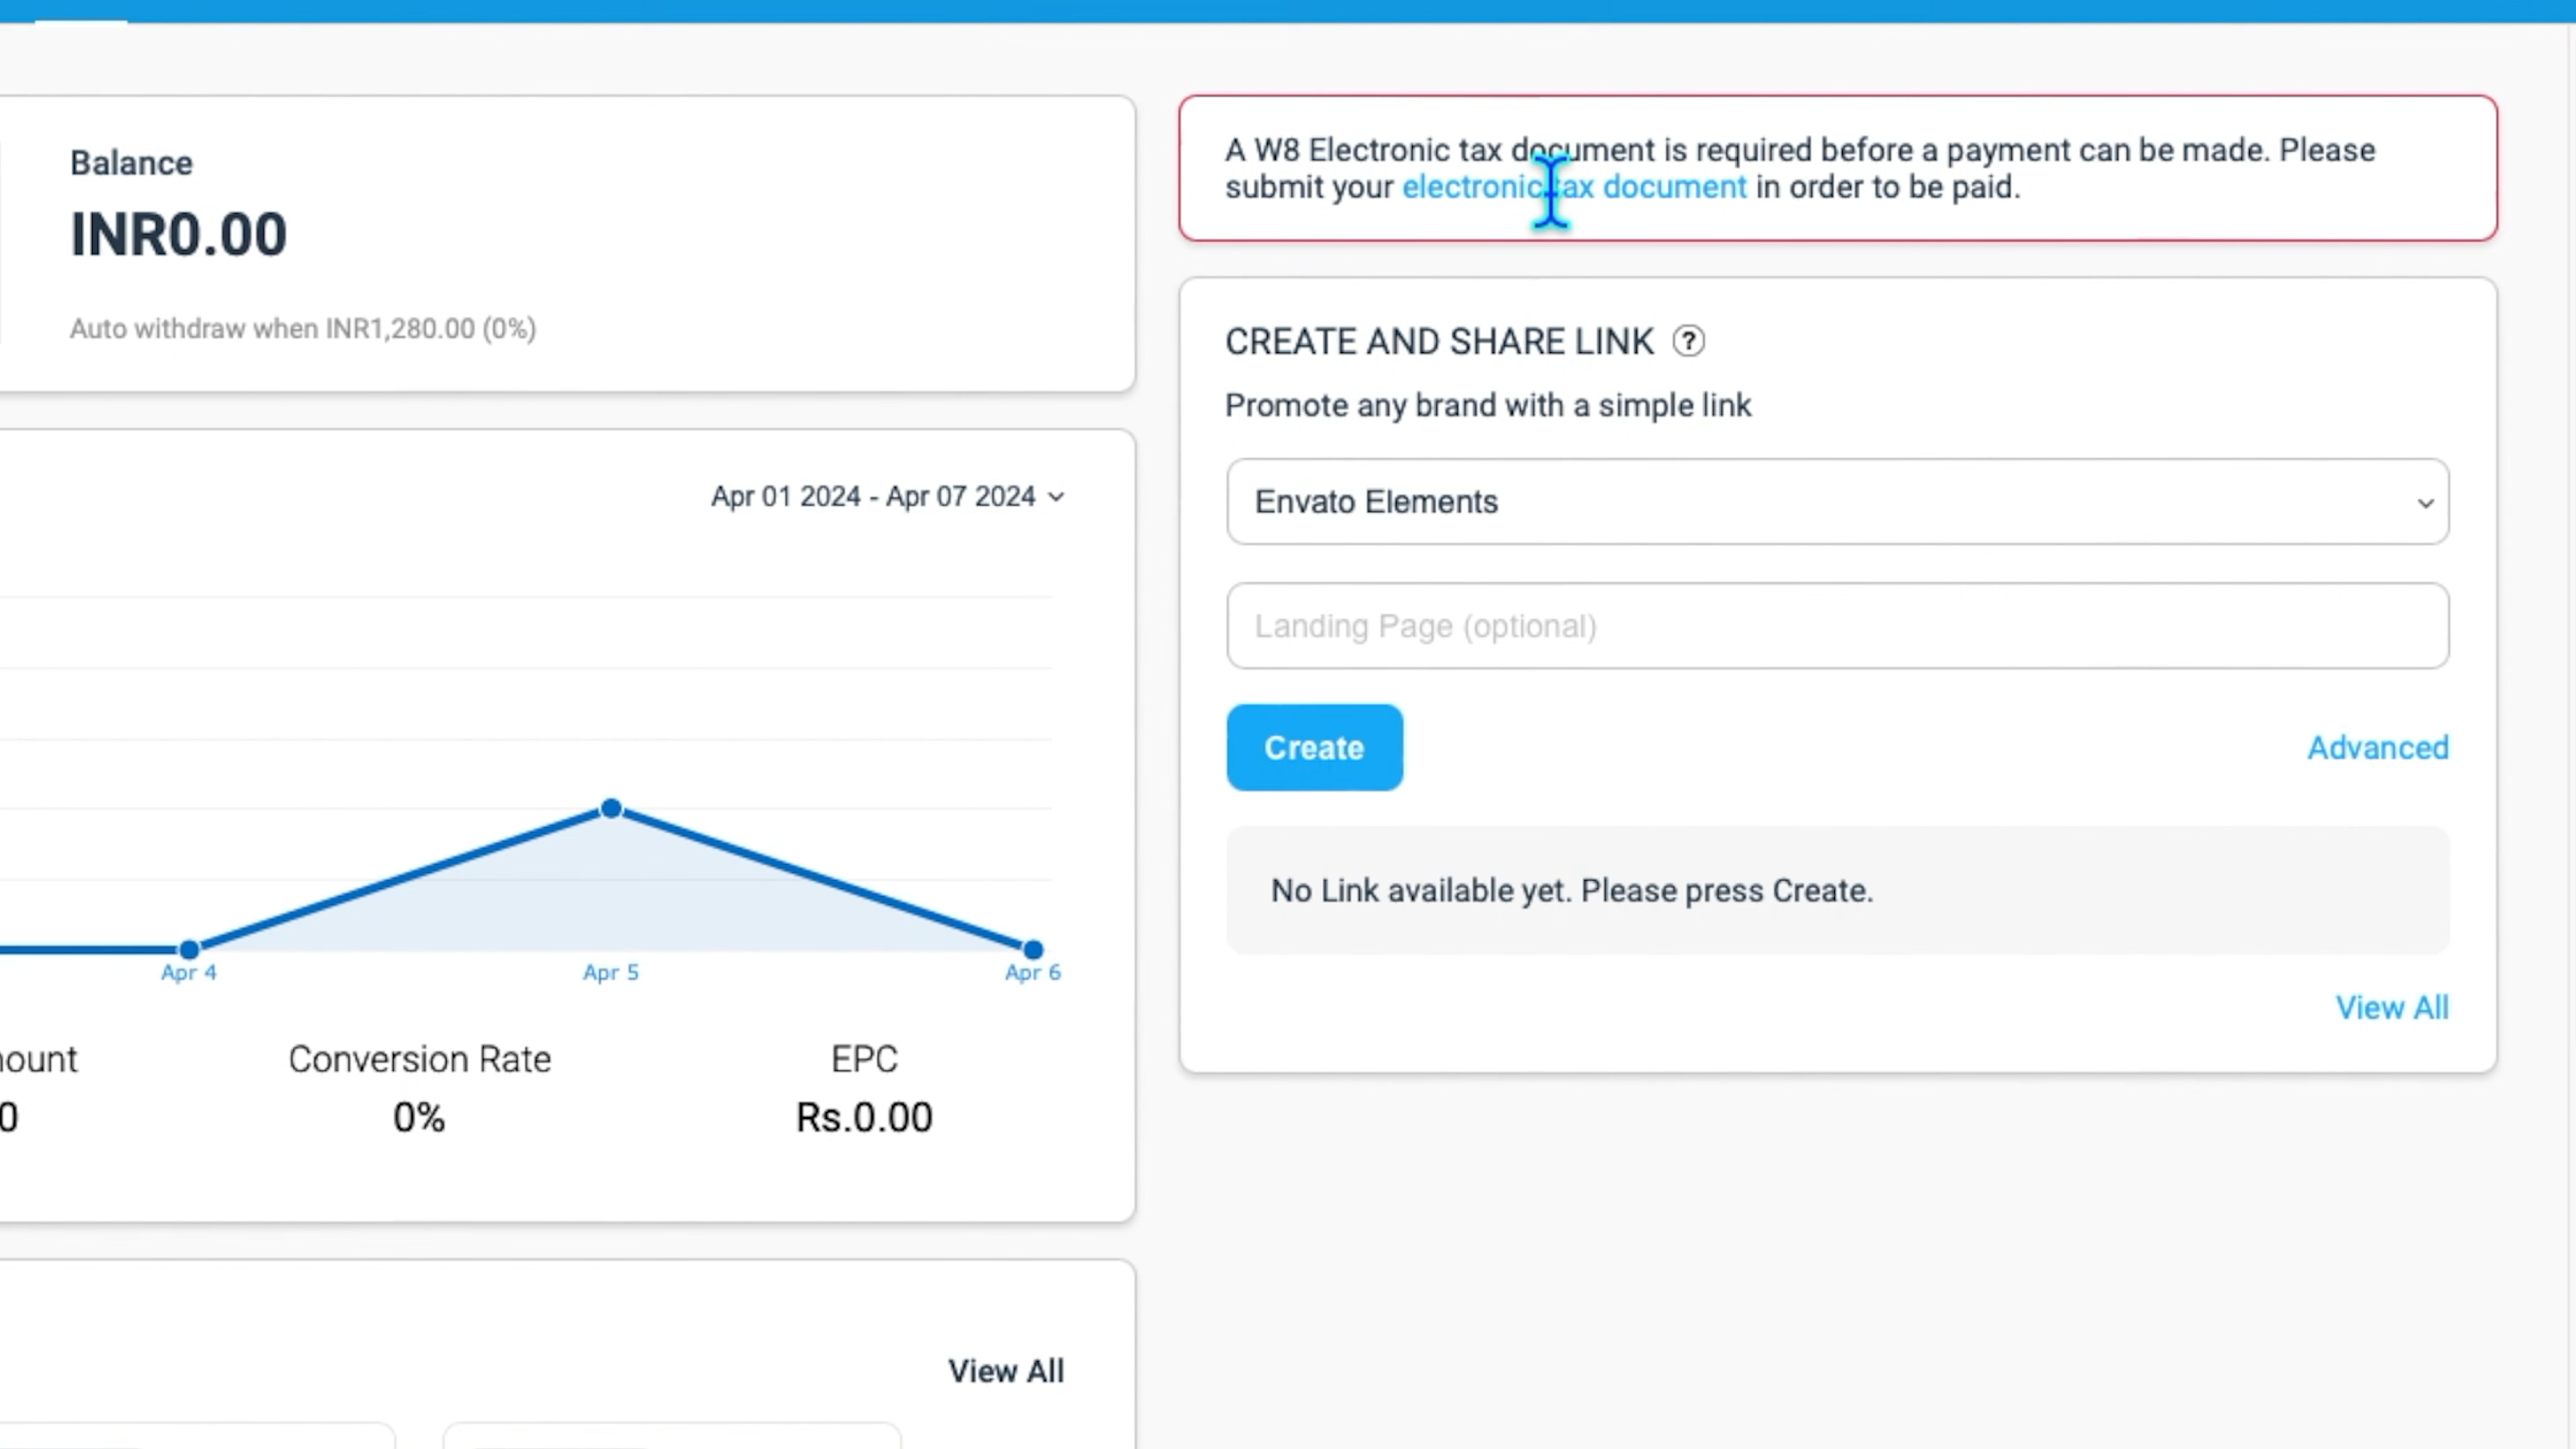 Balance
INR0.00
Auto withdraw when INR1,280.00 (0%)
A W8 Electronic tax document is required before a payment can be made. Please
submit your electronic tax document in order to be paid.
CREATE AND SHARE LINK ?
Promote any brand with a simple link
Envato Elements
Landing Page (optional)
Create
Advanced
No Link available yet. Please press Create.
View All
Apr 01 2024 - Apr 07 2024
Apr 4
Apr 5
Apr 6
Conversion Rate
EPC
0%
Rs.0.00
View All